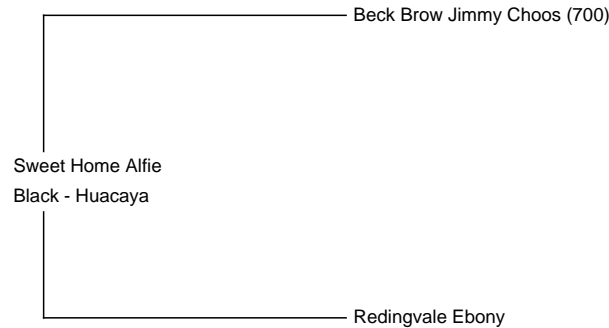 Beck Brow Jimmy Choos (700)
Sweet Home Alfie
Black - Huacaya
Redingvale Ebony